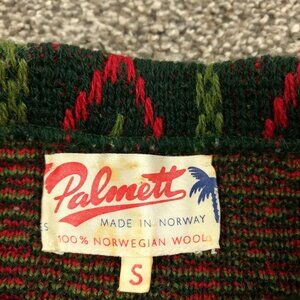 Palmett
MADE IN NORWAY
100% NORWEGIAN WOOL
S